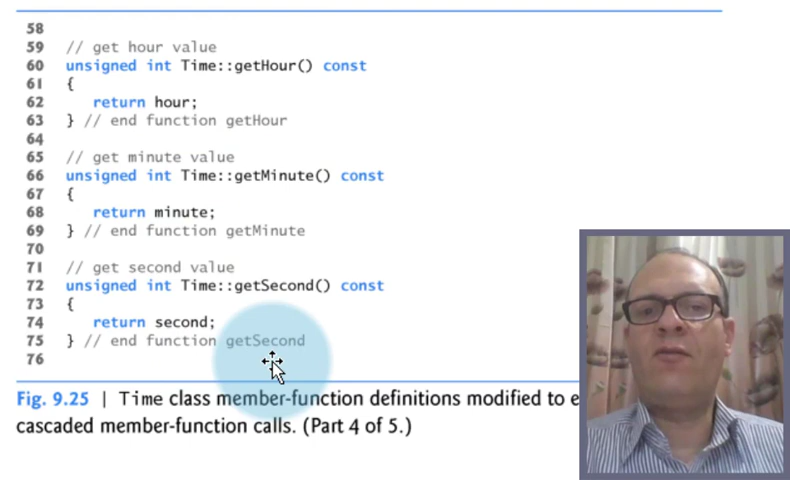 58
59 // get hour value
60 unsigned int Time::getHour() const
61 {
62 return hour;
63 } // end function getHour
64
65 // get minute value
66 unsigned int Time::getMinute() const
67 {
68 return minute;
69 } // end function getMinute
70
71 // get second value
72 unsigned int Time::getSecond() const
73 {
74 return second;
75 } // end function getSecond
76
Fig. 9.25 | Time class member-function definitions modified to e
cascaded member-function calls. (Part 4 of 5.)